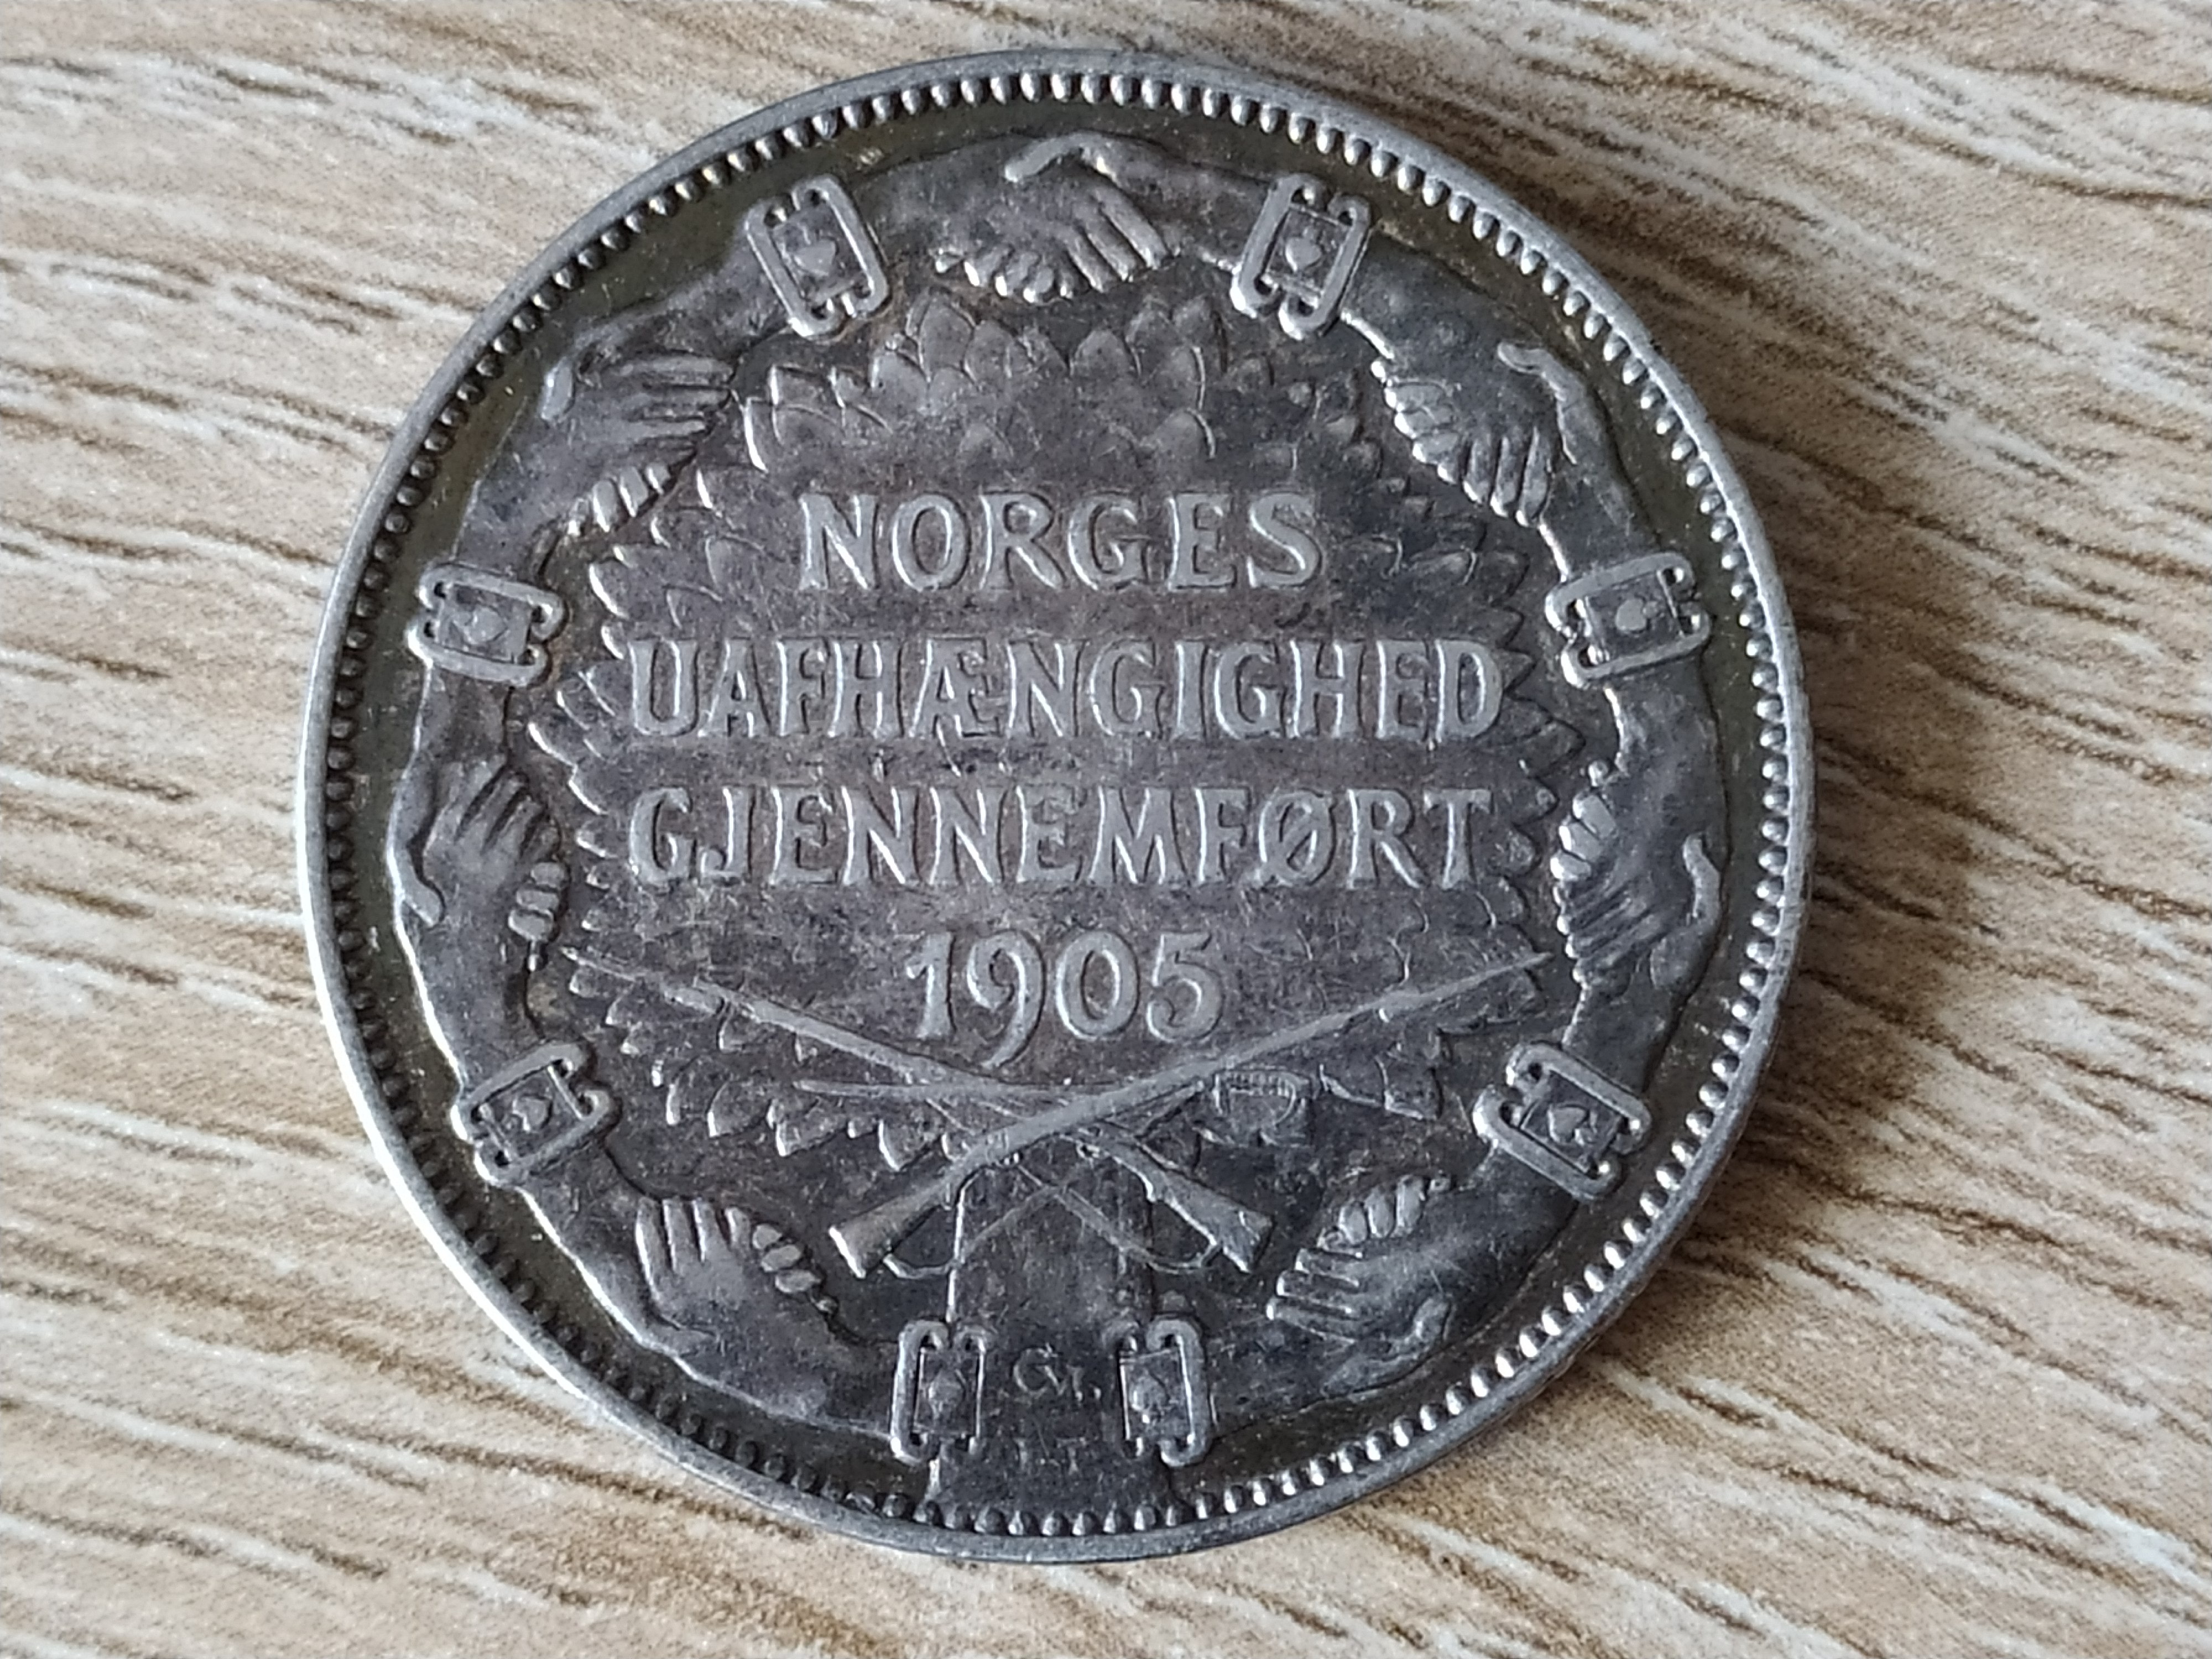 NORGES
UAFHÆNGIGHED
GJENNEMFØRT
1905